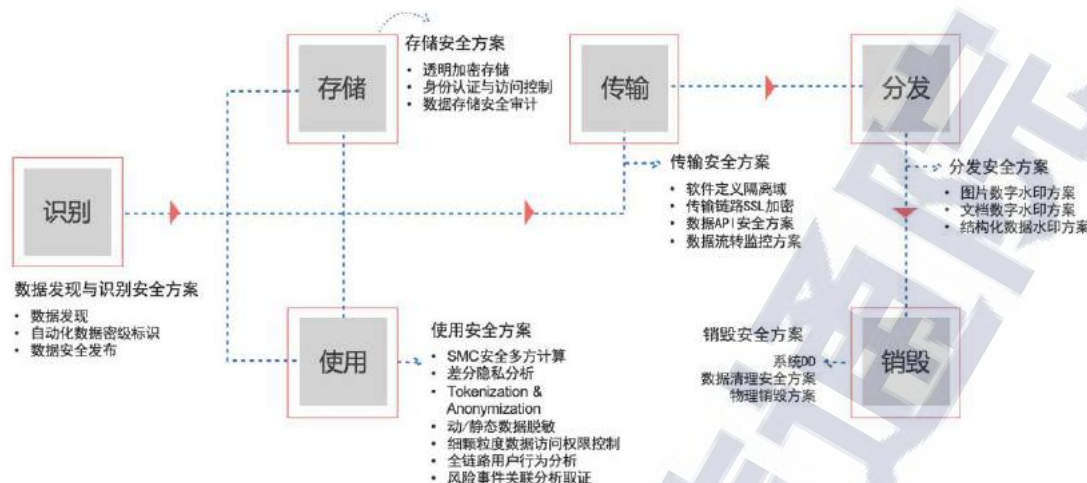 存储
存储安全方案
• 透明加密存储
• 身份认证与访问控制
• 数据存储安全审计
传输
分发
传输安全方案
• 软件定义隔离域
• 传输链路SSL加密
• 数据API安全方案
• 数据流转监控方案
分发安全方案
• 图片数字水印方案
• 文档数字水印方案
• 结构化数据水印方案
识别
数据发现与识别安全方案
• 数据发现
• 自动化数据密级标识
• 数据安全发布
使用
使用安全方案
• SMC安全多方计算
• 差分隐私分析
• Tokenization &
Anonymization
• 动/静态数据脱敏
• 细颗粒度数据访问权限控制
• 全链路用户行为分析
• 风险事件关联分析取证
销毁安全方案
系统DD
数据清理安全方案
物理销毁方案
销毁